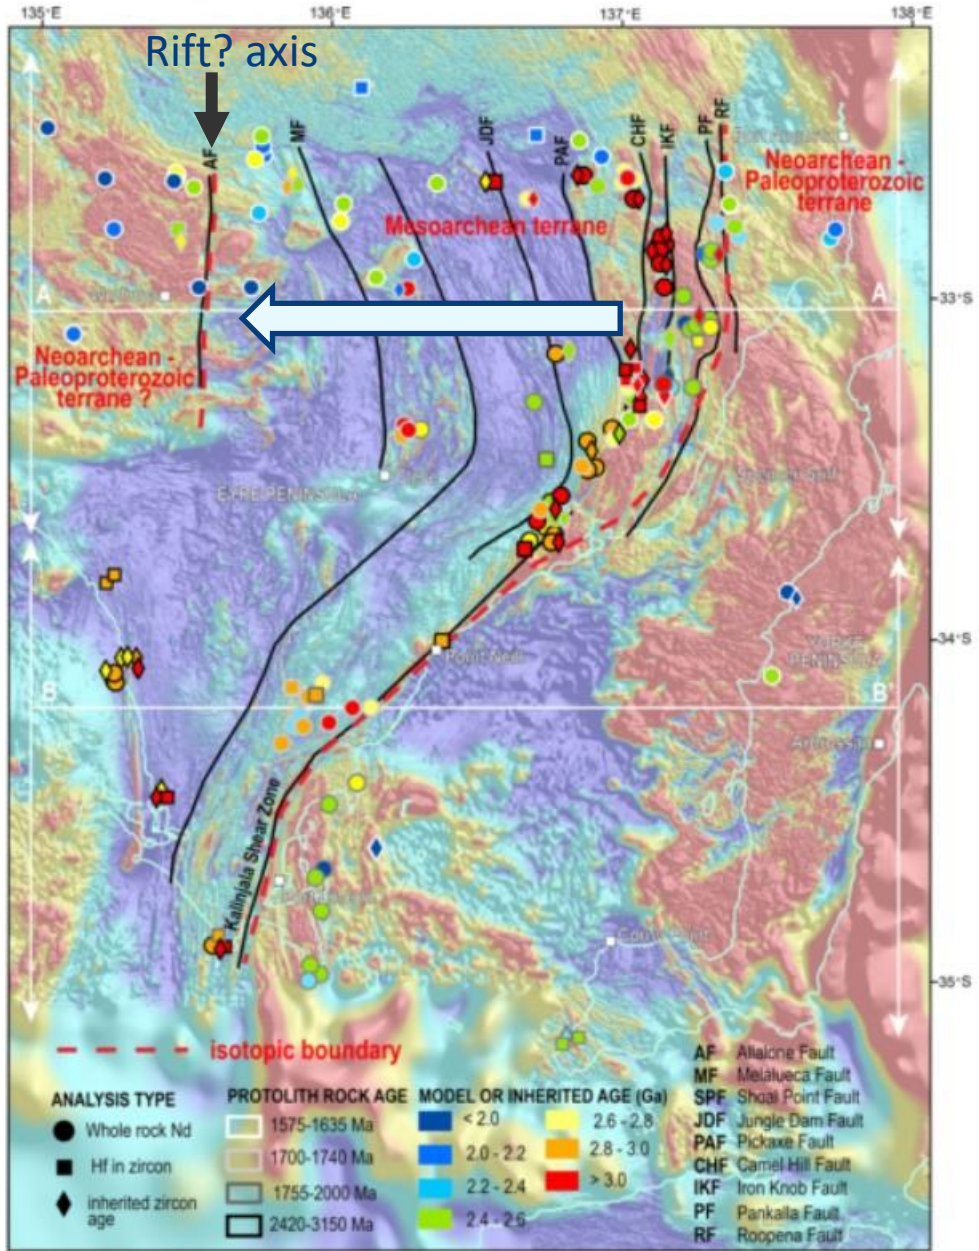 135°E 136°E 137°E 138°E
Rift? axis
AF
MF
JDF
PAF
CHF
IKF
PF
RF
Neoarchean -
Paleoproterozoic
terrane
Mesoarchean terrane
A A'
33°S
Neoarchean -
Paleoproterozoic
terrane ?
EYRE PENINSULA
34°S
Point Neill
YORKE
PENINSULA
B B'
Kalinjala Shear Zone
35°S
isotopic boundary
ANALYSIS TYPE
Whole rock Nd
Hf in zircon
inherited zircon
age
PROTOLITH ROCK AGE
1575-1635 Ma
1700-1740 Ma
1755-2000 Ma
2420-3150 Ma
MODEL OR INHERITED AGE (Ga)
< 2.0
2.0 - 2.2
2.2 - 2.4
2.4 - 2.6
2.6 - 2.8
2.8 - 3.0
> 3.0
AF Allalone Fault
MF Melalueca Fault
SPF Shoal Point Fault
JDF Jungle Dam Fault
PAF Pickaxe Fault
CHF Camel Hill Fault
IKF Iron Knob Fault
PF Pankalla Fault
RF Roopena Fault